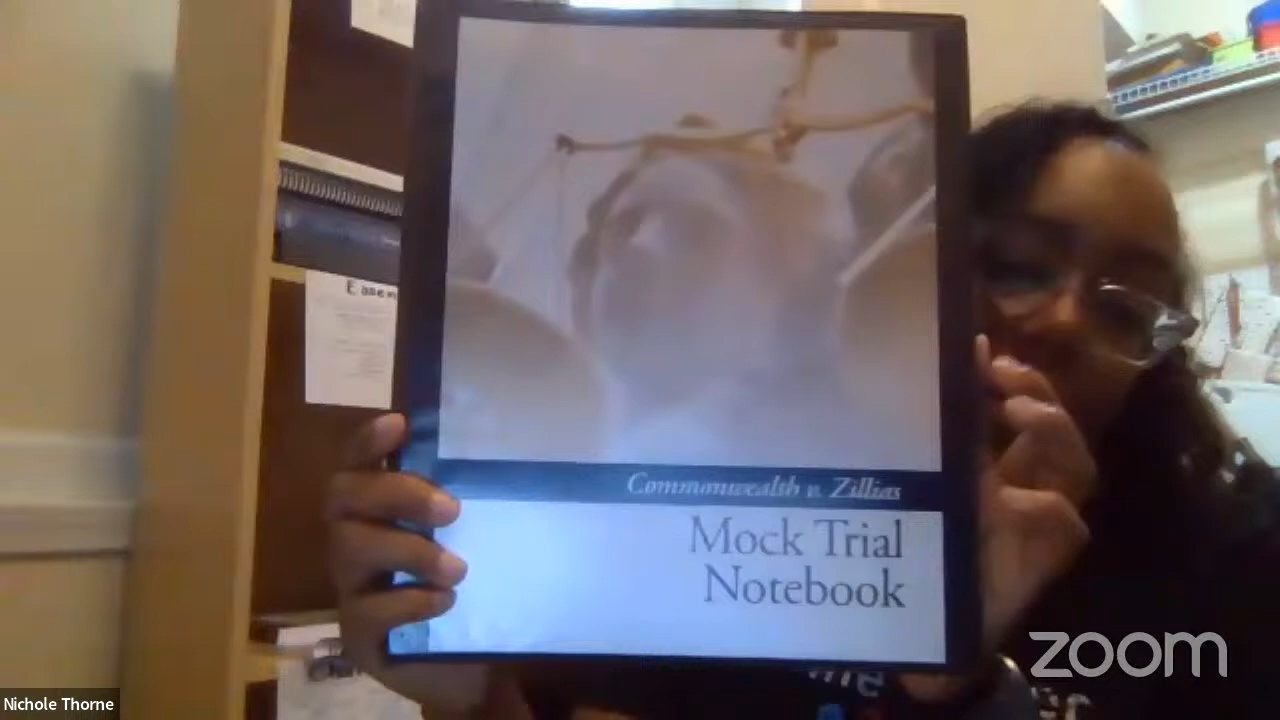 Commonwealth v. Zillias
Mock Trial
Notebook
zoom
Nichole Thorne